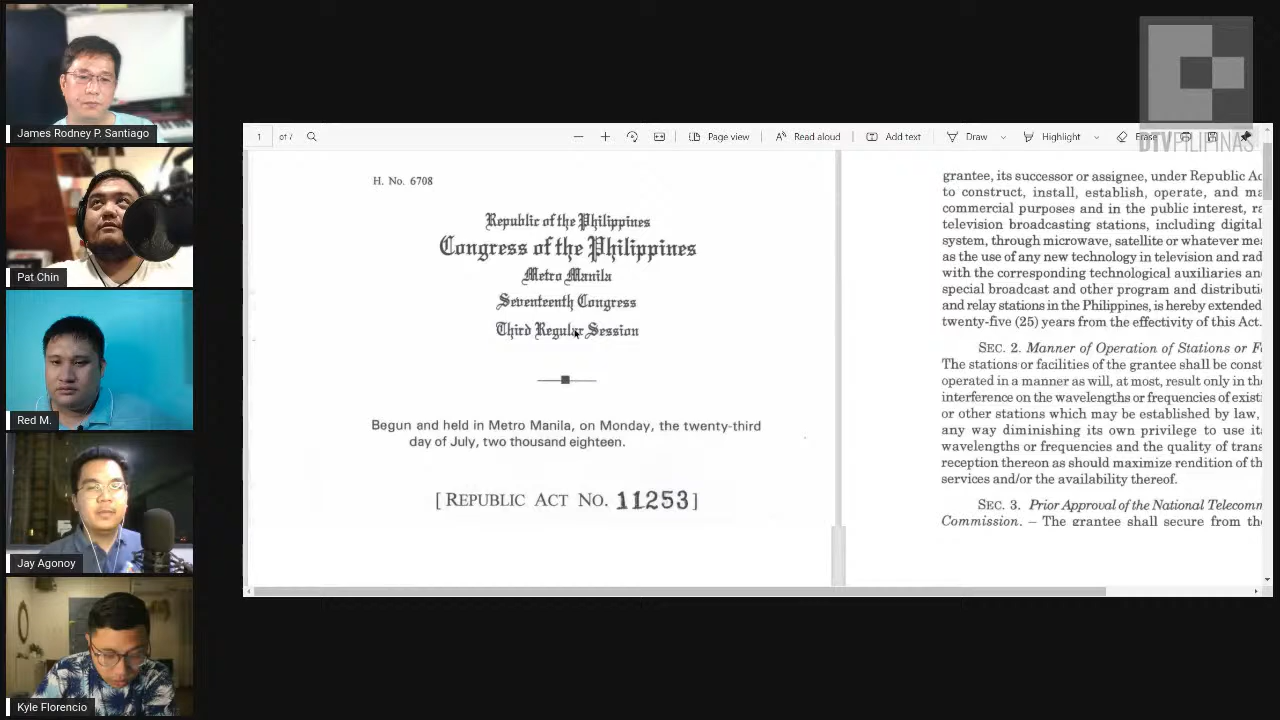 James Rodney P. Santiago
Pat Chin
Red M.
Jay Agonoy
Kyle Florencio
DTVPILIPINAS
1 of 7
Page view
Read aloud
Add text
Draw
Highlight
Erase
H. No. 6708
Republic of the Philippines
Congress of the Philippines
Metro Manila
Seventeenth Congress
Third Regular Session
Begun and held in Metro Manila, on Monday, the twenty-third
day of July, two thousand eighteen.
[ REPUBLIC ACT NO. 11253 ]
grantee, its successor or assignee, under Republic Ac
to construct, install, establish, operate, and ma
commercial purposes and in the public interest, ra
television broadcasting stations, including digital
system, through microwave, satellite or whatever mea
as the use of any new technology in television and rad
with the corresponding technological auxiliaries an
special broadcast and other program and distributi
and relay stations in the Philippines, is hereby extended
twenty-five (25) years from the effectivity of this Act.
SEC. 2. Manner of Operation of Stations or F
The stations or facilities of the grantee shall be const
operated in a manner as will, at most, result only in the
interference on the wavelengths or frequencies of existi
or other stations which may be established by law,
any way diminishing its own privilege to use it
wavelengths or frequencies and the quality of trans
reception thereon as should maximize rendition of th
services and/or the availability thereof.
SEC. 3. Prior Approval of the National Telecomm
Commission. – The grantee shall secure from the